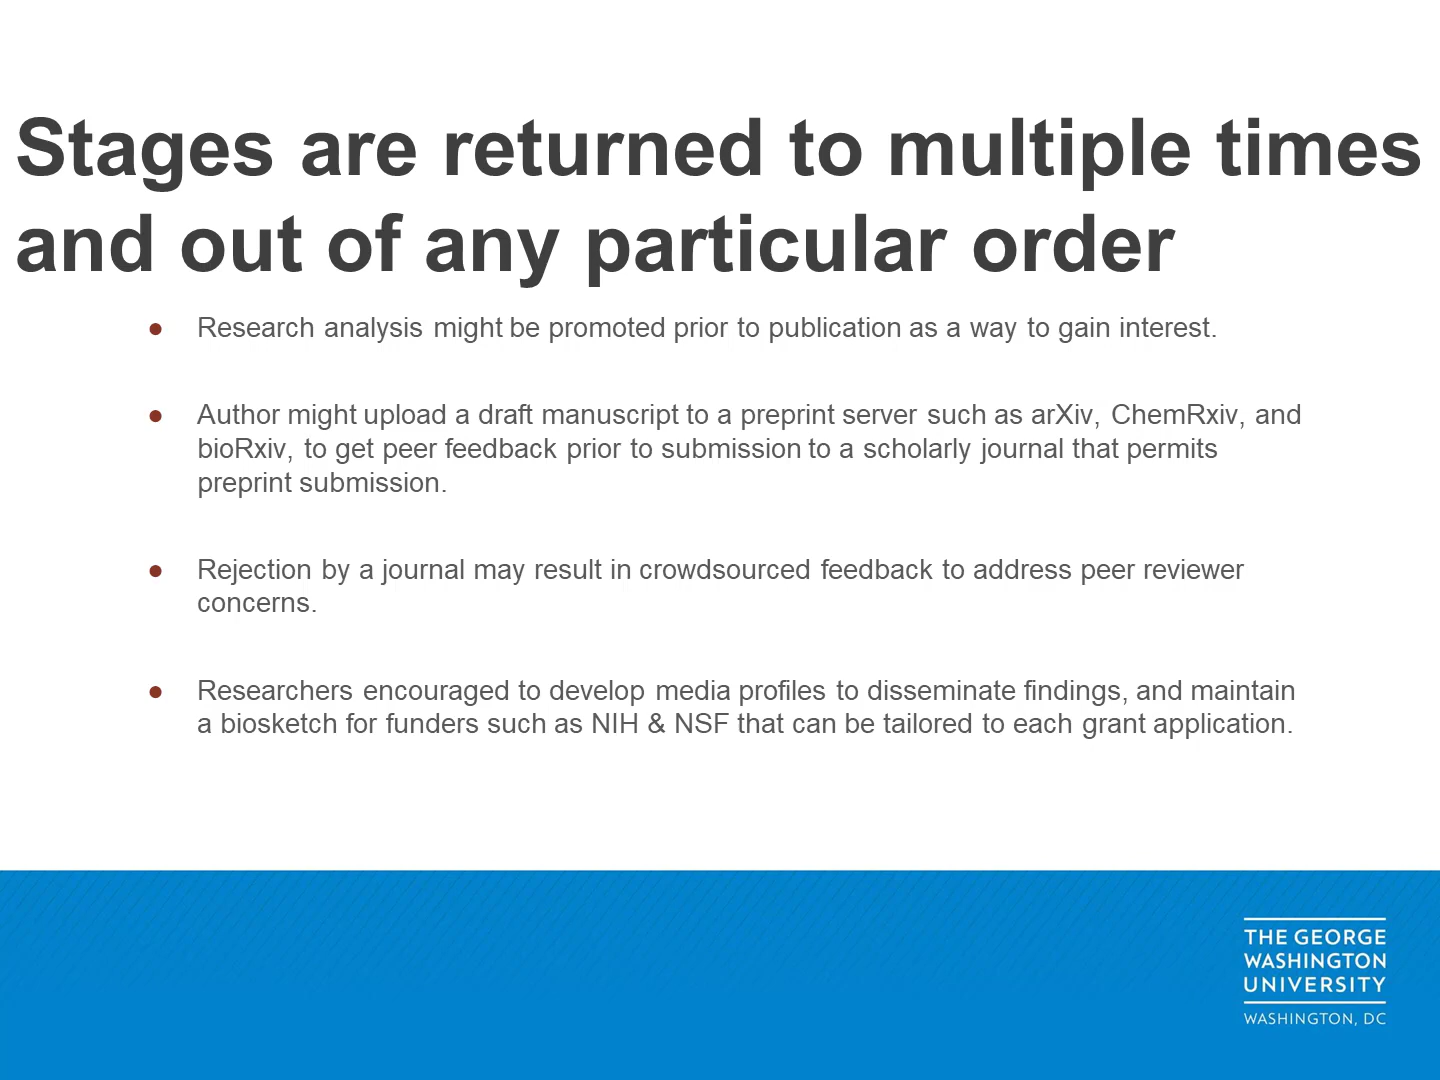 Stages are returned to multiple times
and out of any particular order
● Research analysis might be promoted prior to publication as a way to gain interest.
● Author might upload a draft manuscript to a preprint server such as arXiv, ChemRxiv, and
bioRxiv, to get peer feedback prior to submission to a scholarly journal that permits
preprint submission.
● Rejection by a journal may result in crowdsourced feedback to address peer reviewer
concerns.
● Researchers encouraged to develop media profiles to disseminate findings, and maintain
a biosketch for funders such as NIH & NSF that can be tailored to each grant application.
THE GEORGE
WASHINGTON
UNIVERSITY
WASHINGTON, DC